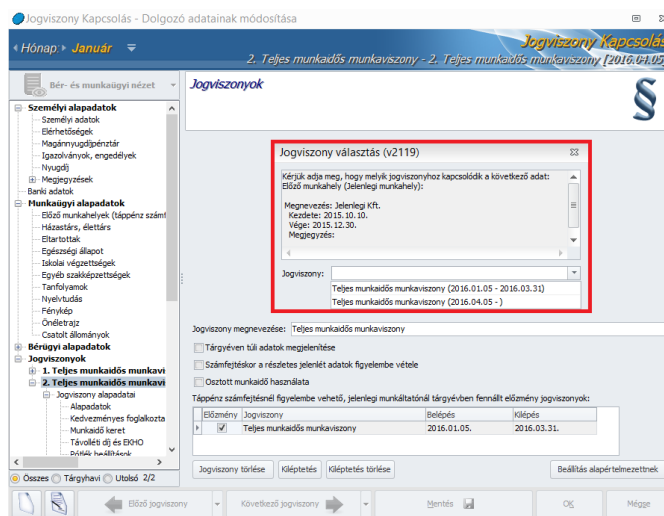 Jogviszony Kapcsolás - Dolgozó adatainak módosítása
Hónap: Január
Jogviszony Kapcsolás
2. Teljes munkaidős munkaviszony - 2. Teljes munkaidős munkaviszony [2016.04.05
Bér- és munkaügyi nézet
Személyi alapadatok
Személyi adatok
Elérhetőségek
Magánnyugdíjpénztár
Igazolványok, engedélyek
Nyugdíj
Megjegyzések
Banki adatok
Munkaügyi alapadatok
Előző munkahelyek (táppénz számf
Házastárs, élettárs
Eltartottak
Egészségi állapot
Iskolai végzettségek
Egyéb szakképzettségek
Tanfolyamok
Nyelvtudás
Fénykép
Önéletrajz
Csatolt állományok
Bérügyi alapadatok
Jogviszonyok
1. Teljes munkaidős munkavi
2. Teljes munkaidős munkavi
Jogviszony alapadatai
Alapadatok
Kedvezményes foglalkozta
Munkaidő keret
Távolléti díj és EKHO
Pótlék beállítások
Összes Tárgyhavi Utolsó 2/2
Jogviszonyok
§
Jogviszony választás (v2119)
Kérjük adja meg, hogy melyik jogviszonyhoz kapcsolódik a következő adat:
Előző munkahely (Jelenlegi munkahely):
Megnevezés: Jelenlegi Kft.
Kezdete: 2015.10.10.
Vége: 2015.12.30.
Megjegyzés:
Jogviszony:
Teljes munkaidős munkaviszony (2016.01.05 - 2016.03.31)
Teljes munkaidős munkaviszony (2016.04.05 - )
Jogviszony megnevezése: Teljes munkaidős munkaviszony
Tárgyéven túli adatok megjelenítése
Számfejtéskor a részletes jelenlét adatok figyelembe vétele
Osztott munkaidő használata
Táppénz számfejtésnél figyelembe vehető, jelenlegi munkáltatónál tárgyévben fennállt előzmény jogviszonyok:
Előzmény Jogviszony Belépés Kilépés
Teljes munkaidős munkaviszony 2016.01.05. 2016.03.31.
Jogviszony törlése Kiléptetés Kiléptetés törlése Beállítás alapértelmezettnek
Előző jogviszony Következő jogviszony Mentés OK Mégse